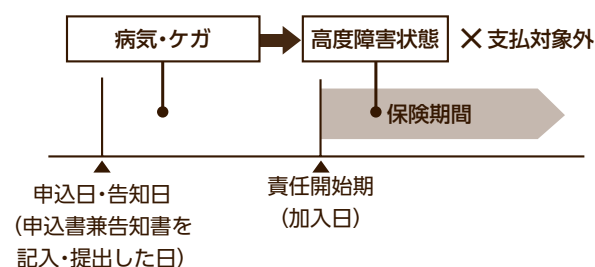 病気・ケガ
高度障害状態
×支払対象外
保険期間
申込日・告知日
(申込書兼告知書を
記入・提出した日)
責任開始期
(加入日)